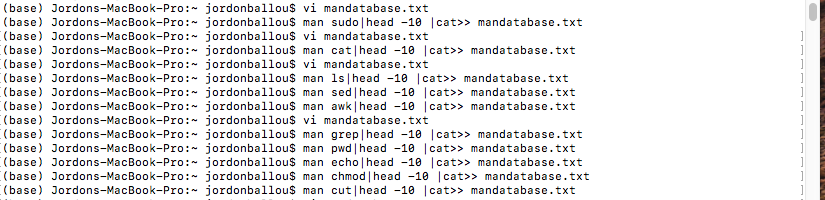 (base) Jordons-MacBook-Pro:~ jordonballou$ vi mandatabase.txt
(base) Jordons-MacBook-Pro:~ jordonballou$ man sudo|head -10 |cat>> mandatabase.txt
(base) Jordons-MacBook-Pro:~ jordonballou$ vi mandatabase.txt ]
(base) Jordons-MacBook-Pro:~ jordonballou$ man cat|head -10 |cat>> mandatabase.txt ]
(base) Jordons-MacBook-Pro:~ jordonballou$ vi mandatabase.txt ]
(base) Jordons-MacBook-Pro:~ jordonballou$ man ls|head -10 |cat>> mandatabase.txt ]
(base) Jordons-MacBook-Pro:~ jordonballou$ man sed|head -10 |cat>> mandatabase.txt ]
(base) Jordons-MacBook-Pro:~ jordonballou$ man awk|head -10 |cat>> mandatabase.txt ]
(base) Jordons-MacBook-Pro:~ jordonballou$ vi mandatabase.txt ]
(base) Jordons-MacBook-Pro:~ jordonballou$ man grep|head -10 |cat>> mandatabase.txt ]
(base) Jordons-MacBook-Pro:~ jordonballou$ man pwd|head -10 |cat>> mandatabase.txt ]
(base) Jordons-MacBook-Pro:~ jordonballou$ man echo|head -10 |cat>> mandatabase.txt ]
(base) Jordons-MacBook-Pro:~ jordonballou$ man chmod|head -10 |cat>> mandatabase.txt ]
(base) Jordons-MacBook-Pro:~ jordonballou$ man cut|head -10 |cat>> mandatabase.txt ]